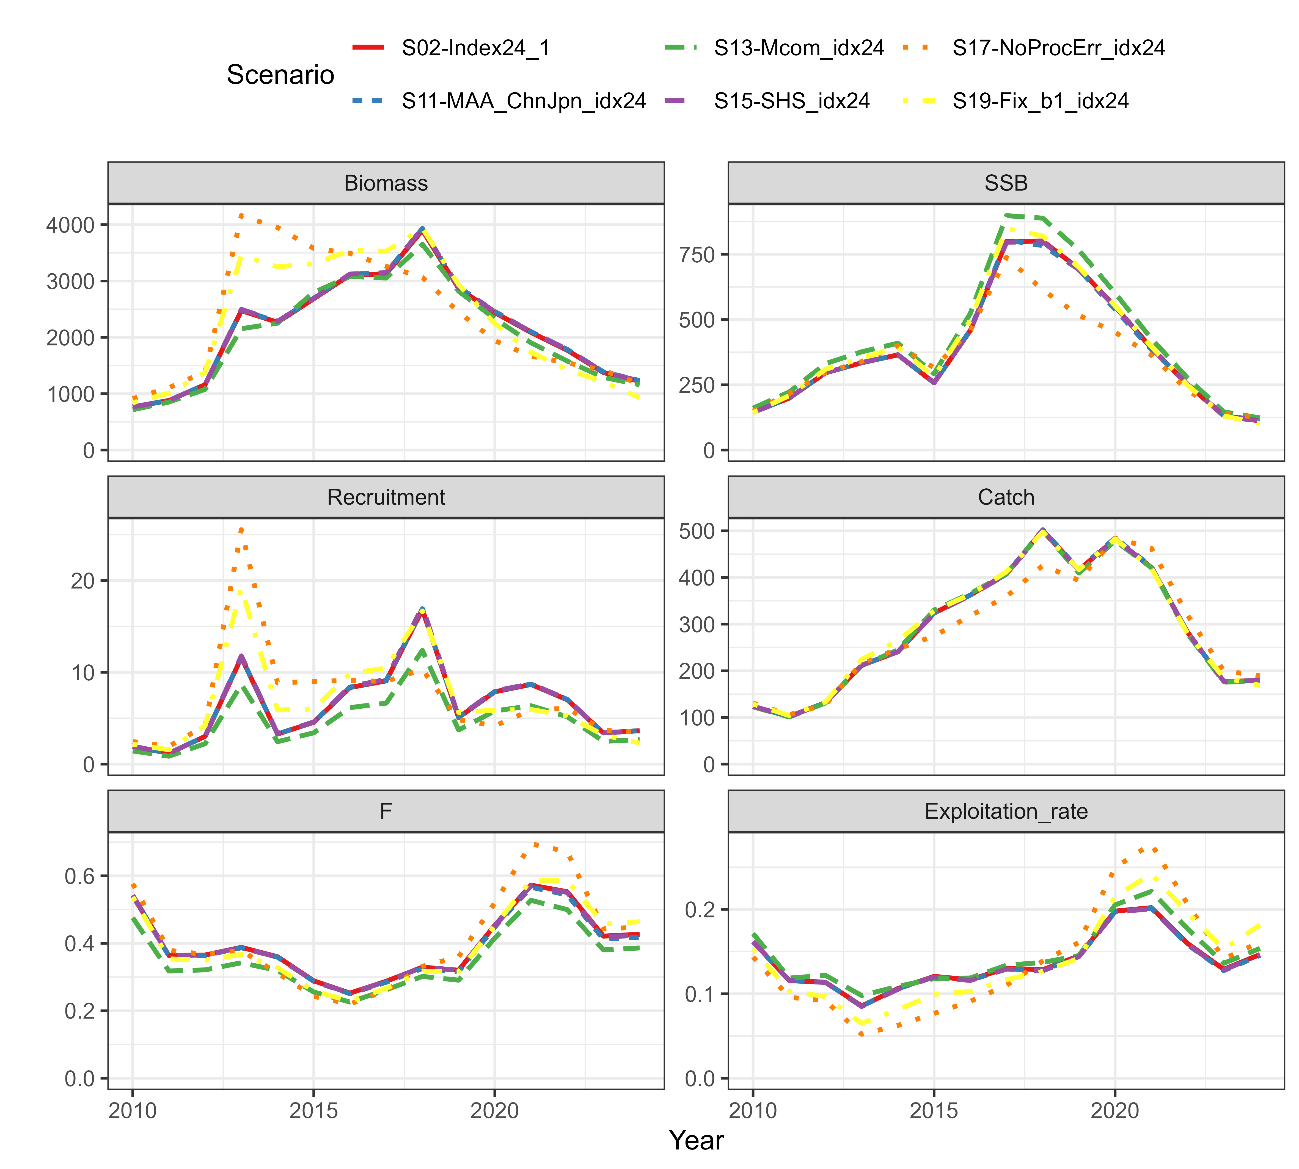 Scenario
S02-Index24_1
S13-Mcom_idx24
S17-NoProcErr_idx24
S11-MAA_ChnJpn_idx24
S15-SHS_idx24
S19-Fix_b1_idx24
Biomass
4000
3000
2000
1000
0
SSB
750
500
250
0
Recruitment
20
10
0
Catch
500
400
300
200
100
0
F
0.6
0.4
0.2
0.0
Exploitation_rate
0.2
0.1
0.0
2010 2015 2020
2010 2015 2020
Year